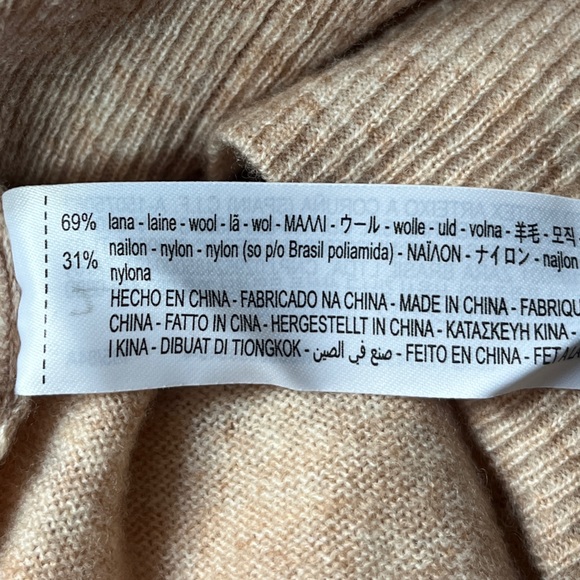 69% lana - laine - wool - lã - wol - ΜΑΛΛΙ - ウール - wolle - uld - volna - 羊毛 - 모직 -
31% nailon - nylon - nylon (so p/o Brasil poliamida) - ΝΑΪΛΟΝ - ナイロン - najlon
nylona
HECHO EN CHINA - FABRICADO NA CHINA - MADE IN CHINA - FABRIQU
CHINA - FATTO IN CINA - HERGESTELLT IN CHINA - ΚΑΤΑΣΚΕΥΗ ΚΙΝΑ -
I KINA - DIBUAT DI TIONGKOK - صنع في الصين - FEITO EN CHINA - FET A LA